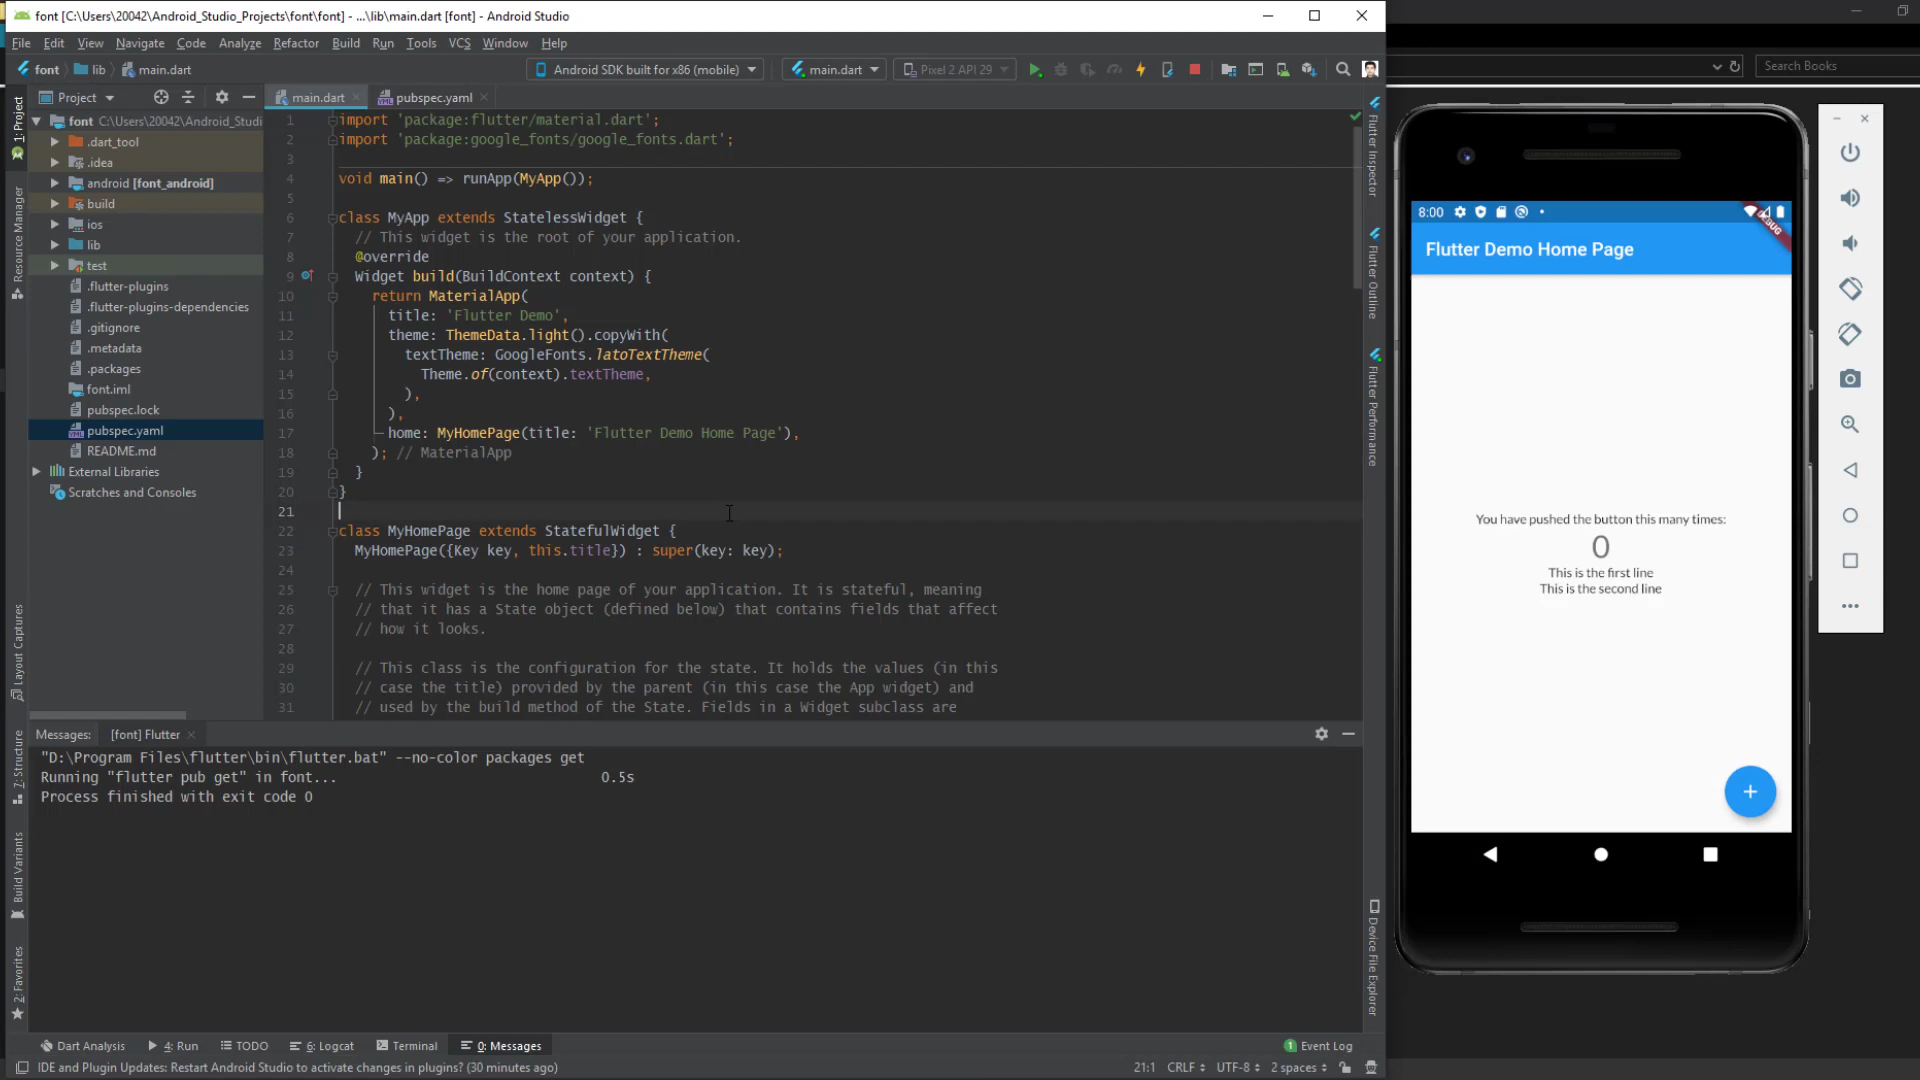 font [C:\Users\20042\Android_Studio_Projects\font\font] - ...\lib\main.dart [font] - Android Studio
File Edit View Navigate Code Analyze Refactor Build Run Tools VCS Window Help
font lib main.dart
Android SDK built for x86 (mobile)
main.dart
Pixel 2 API 29
Search Books
Project
main.dart
pubspec.yaml
1: Project
Resource Manager
Layout Captures
7: Structure
Build Variants
2: Favorites
font C:\Users\20042\Android_Studi
.dart_tool
.idea
android [font_android]
build
ios
lib
test
.flutter-plugins
.flutter-plugins-dependencies
.gitignore
.metadata
.packages
font.iml
pubspec.lock
pubspec.yaml
README.md
External Libraries
Scratches and Consoles
1 import 'package:flutter/material.dart';
2 import 'package:google_fonts/google_fonts.dart';
3
4 void main() => runApp(MyApp());
5
6 class MyApp extends StatelessWidget {
7 // This widget is the root of your application.
8 @override
9 Widget build(BuildContext context) {
10 return MaterialApp(
11 title: 'Flutter Demo',
12 theme: ThemeData.light().copyWith(
13 textTheme: GoogleFonts.latoTextTheme(
14 Theme.of(context).textTheme,
15 ),
16 ),
17 home: MyHomePage(title: 'Flutter Demo Home Page'),
18 ); // MaterialApp
19 }
20 }
21
22 class MyHomePage extends StatefulWidget {
23 MyHomePage({Key key, this.title}) : super(key: key);
24
25 // This widget is the home page of your application. It is stateful, meaning
26 // that it has a State object (defined below) that contains fields that affect
27 // how it looks.
28
29 // This class is the configuration for the state. It holds the values (in this
30 // case the title) provided by the parent (in this case the App widget) and
31 // used by the build method of the State. Fields in a Widget subclass are
Flutter Inspector
Flutter Outline
Flutter Performance
Device File Explorer
Messages: [font] Flutter
"D:\Program Files\flutter\bin\flutter.bat" --no-color packages get
Running "flutter pub get" in font... 0.5s
Process finished with exit code 0
Dart Analysis 4: Run TODO 6: Logcat Terminal 0: Messages
1 Event Log
IDE and Plugin Updates: Restart Android Studio to activate changes in plugins? (30 minutes ago)
21:1 CRLF UTF-8 2 spaces
8:00
DEBUG
Flutter Demo Home Page
You have pushed the button this many times:
0
This is the first line
This is the second line
+